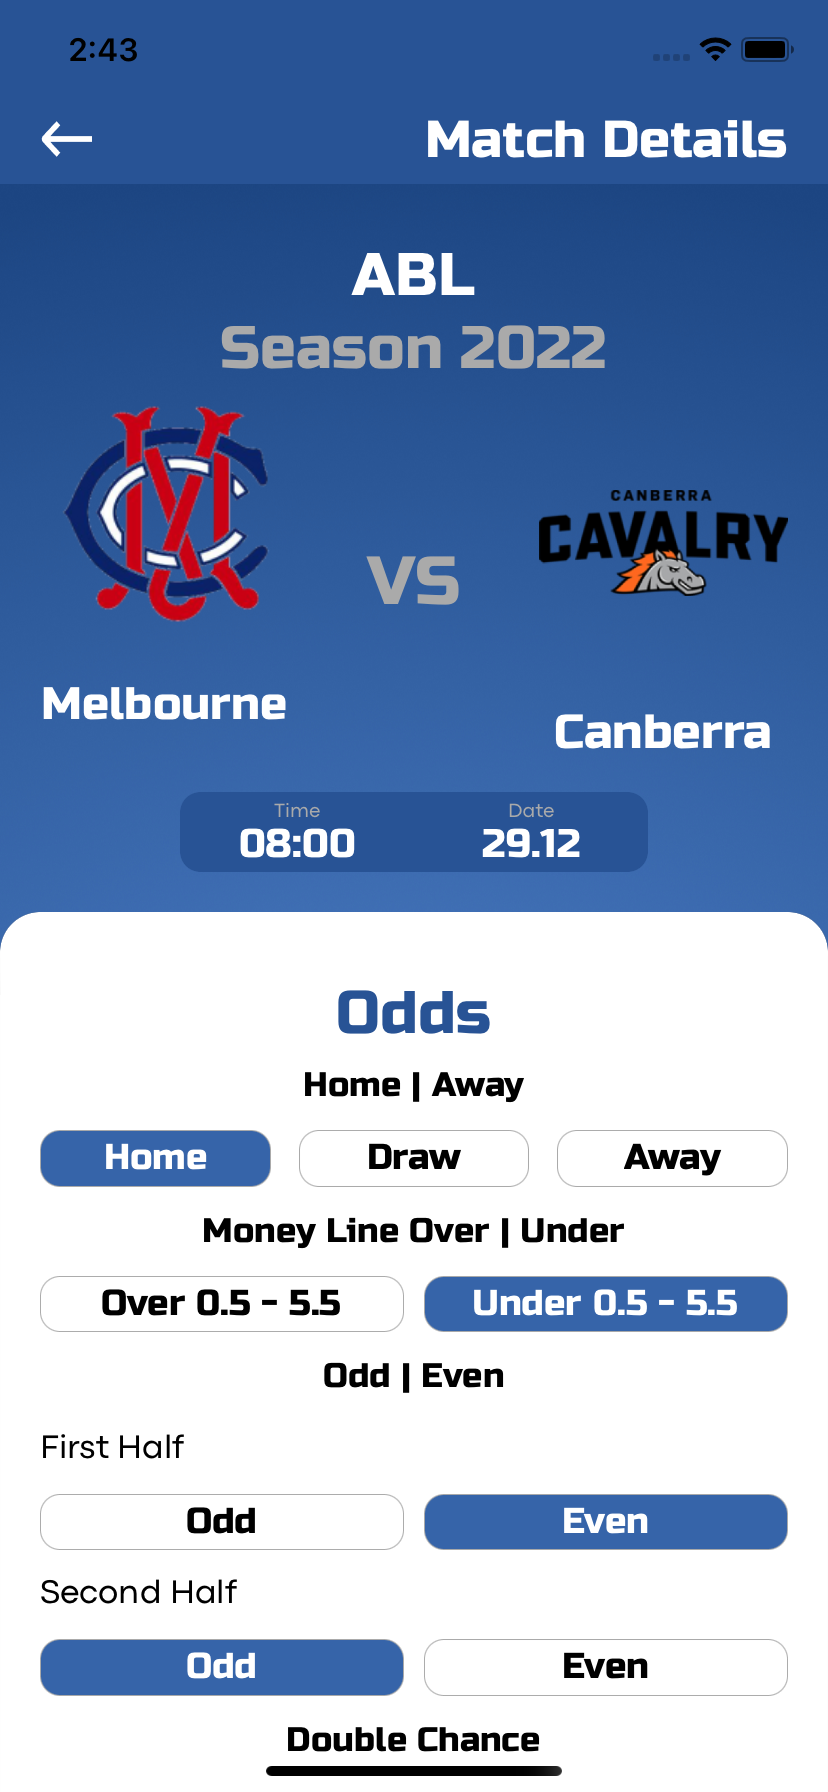 2:43
Match Details
ABL
Season 2022
CANBERRA
CAVALRY
VS
Melbourne
Canberra
Time Date
08:00 29.12
Odds
Home | Away
Home Draw Away
Money Line Over | Under
Over 0.5 - 5.5 Under 0.5 - 5.5
Odd | Even
First Half
Odd Even
Second Half
Odd Even
Double Chance